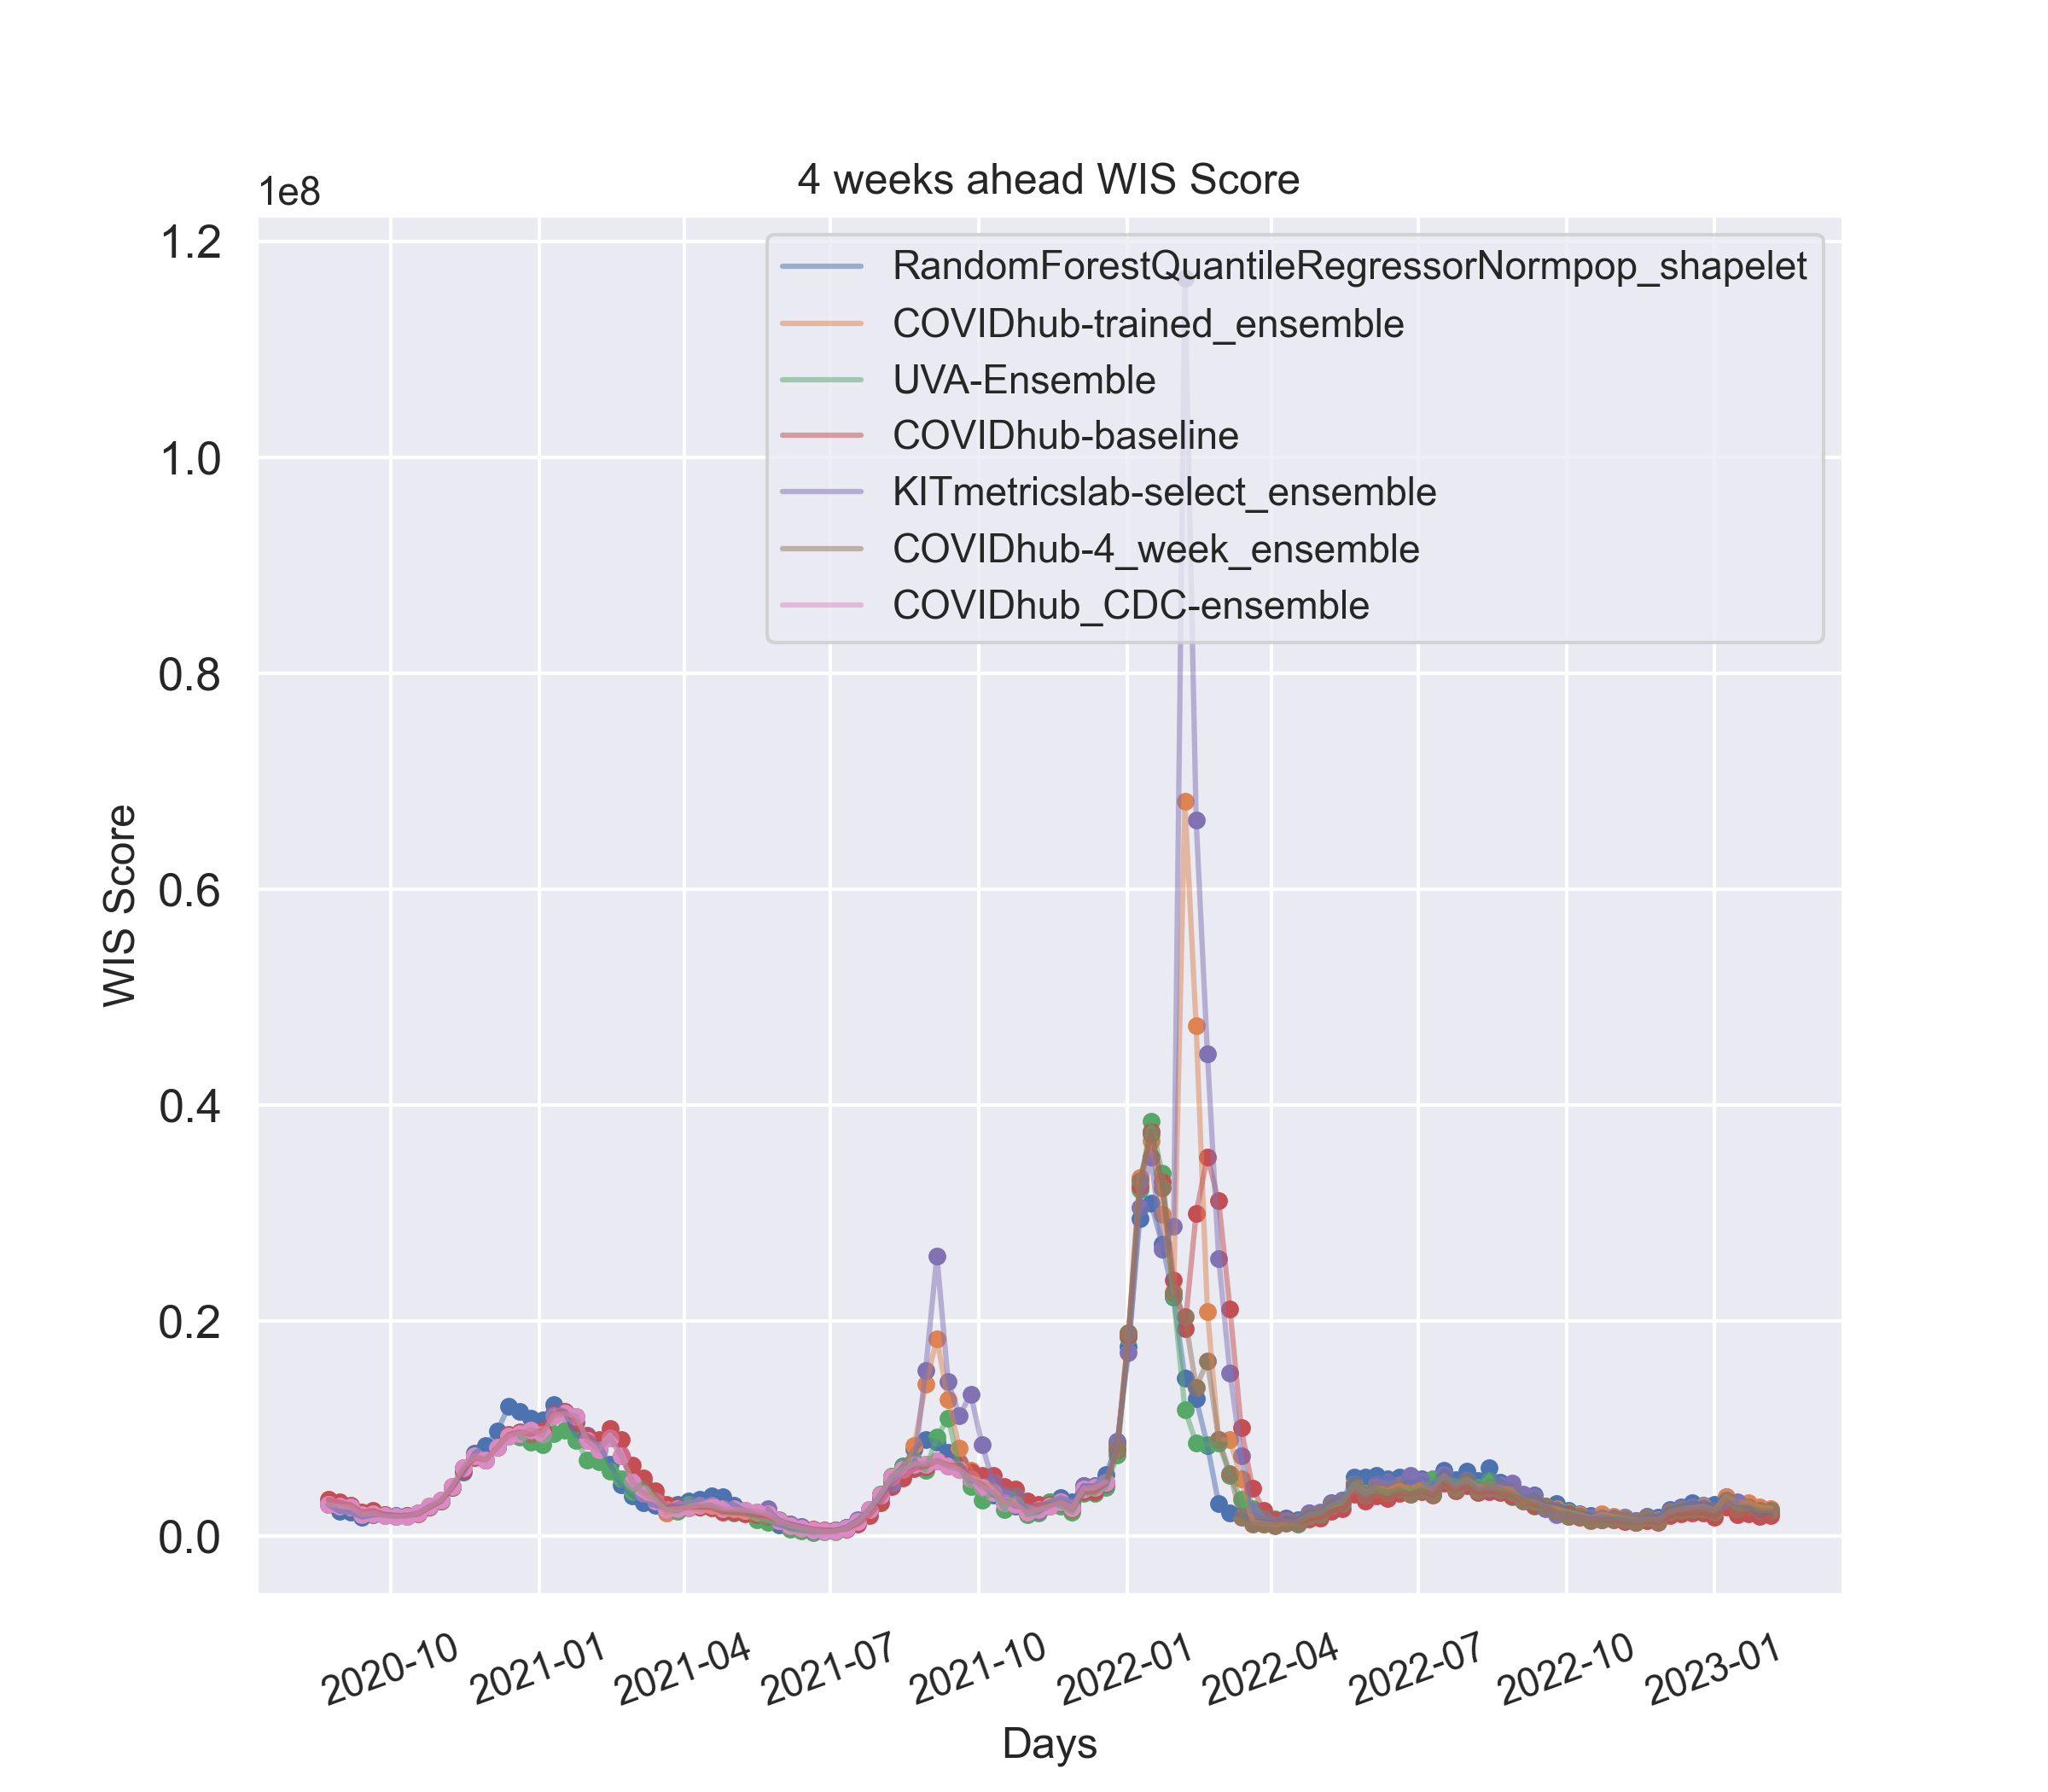 4 weeks ahead WIS Score
1e8
1.2
1.0
0.8
0.6
0.4
0.2
0.0
WIS Score
RandomForestQuantileRegressorNormpop_shapelet
COVIDhub-trained_ensemble
UVA-Ensemble
COVIDhub-baseline
KITmetricslab-select_ensemble
COVIDhub-4_week_ensemble
COVIDhub_CDC-ensemble
2020-10
2021-01
2021-04
2021-07
2021-10
2022-01
2022-04
2022-07
2022-10
2023-01
Days